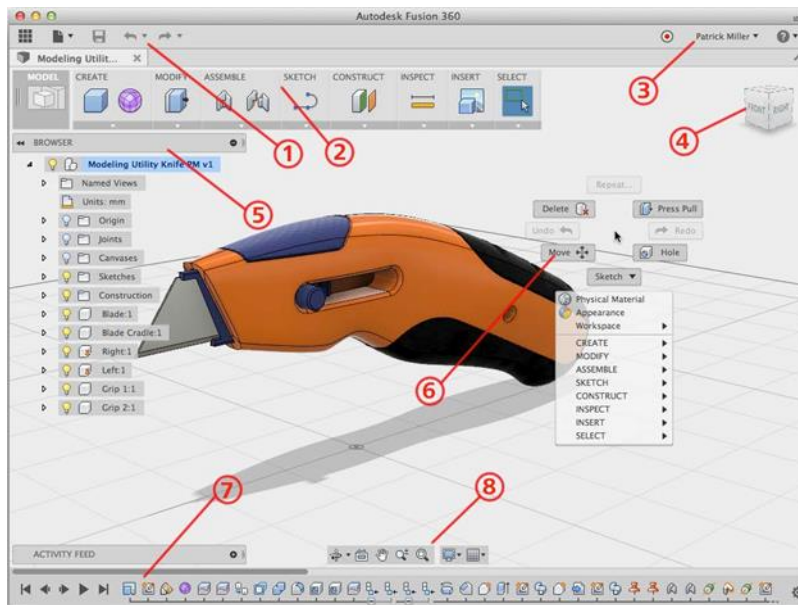 Autodesk Fusion 360
Patrick Miller
Modeling Utilit...
MODEL
CREATE
MODIFY
ASSEMBLE
SKETCH
CONSTRUCT
INSPECT
INSERT
SELECT
① ② ③
FRONT RIGHT
④
BROWSER
⑤
Modeling Utility Knife PM v1
Named Views
Units: mm
Origin
Joints
Canvases
Sketches
Construction
Blade:1
Blade Cradle:1
Right:1
Left:1
Grip 1:1
Grip 2:1
Repeat...
Delete
Press Pull
Undo
Redo
Move
Hole
Sketch
⑥
Physical Material
Appearance
Workspace
CREATE
MODIFY
ASSEMBLE
SKETCH
CONSTRUCT
INSPECT
INSERT
SELECT
⑦ ⑧
ACTIVITY FEED